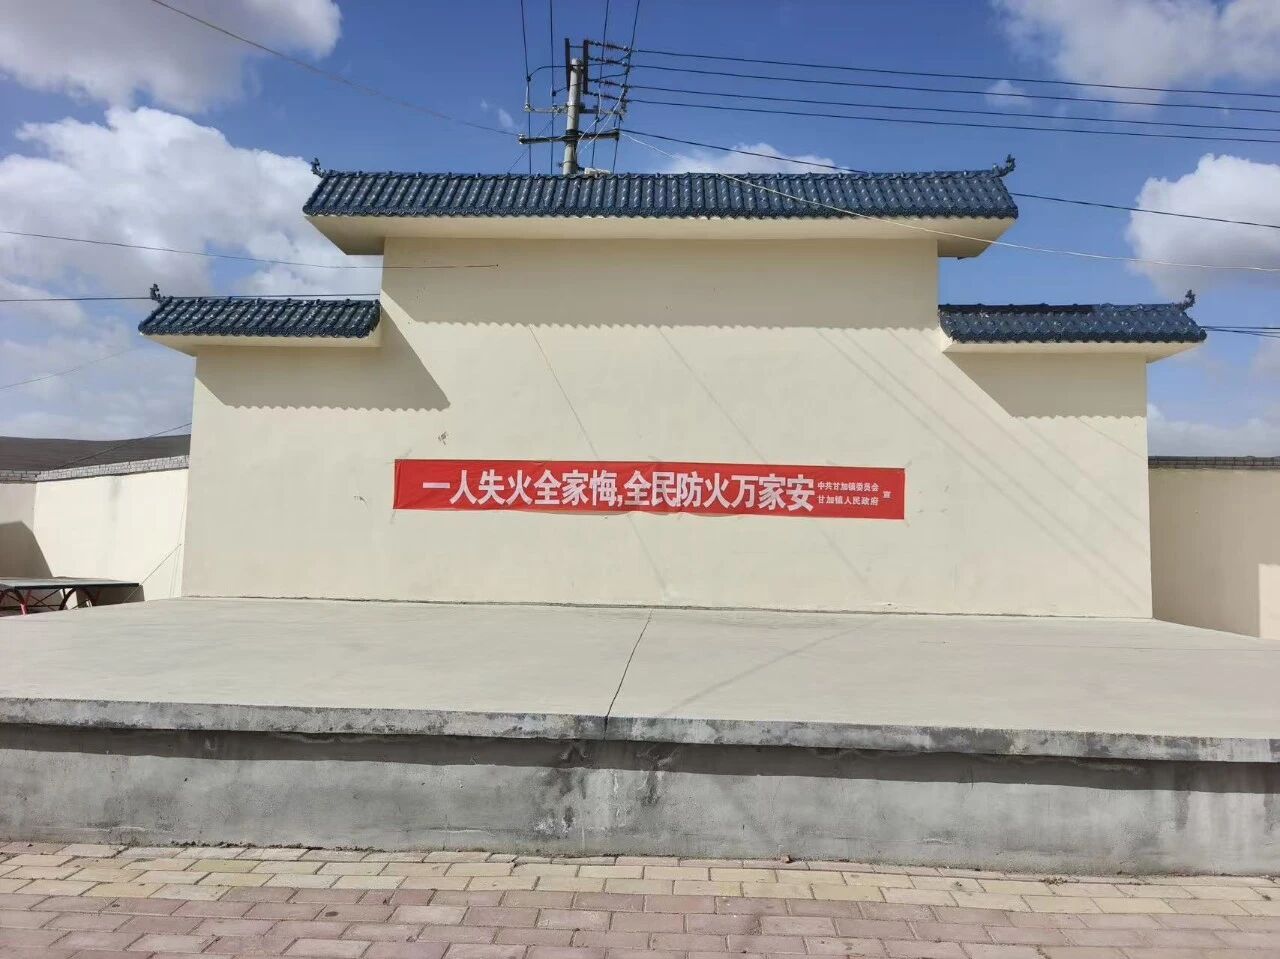 一人失火全家悔,全民防火万家安
中共甘加镇委员会
甘加镇人民政府
宣